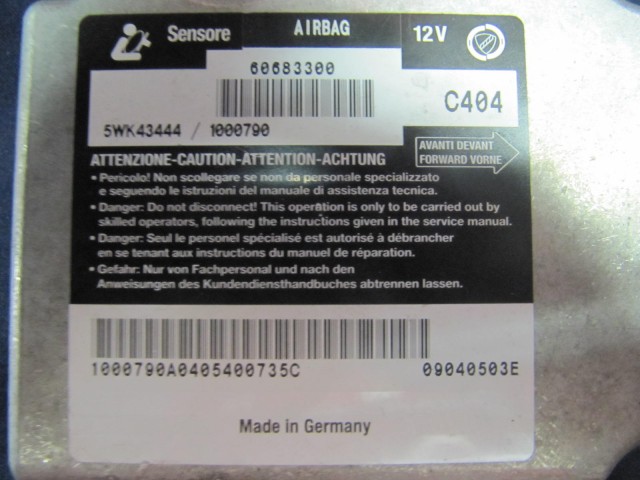 Sensore AIRBAG 12V
60683300
C404
5WK43444 / 1000790
ATTENZIONE-CAUTION-ATTENTION-ACHTUNG
AVANTI DEVANT
FORWARD VORNE
• Pericolo! Non scollegare se non da personale specializzato
e seguendo le istruzioni del manuale di assistenza tecnica.
• Danger: Do not disconnect! This operation is only to be carried out by
skilled operators, following the instructions given in the service manual.
• Danger: Seul le personel spécialisé est autorisé à débrancher
en se tenant aux instructions du manuel de réparation.
• Gefahr: Nur von Fachpersonal und nach den
Anweisungen des Kundendiensthandbuches abtrennen lassen.
1000790A0405400735C 09040503E
Made in Germany